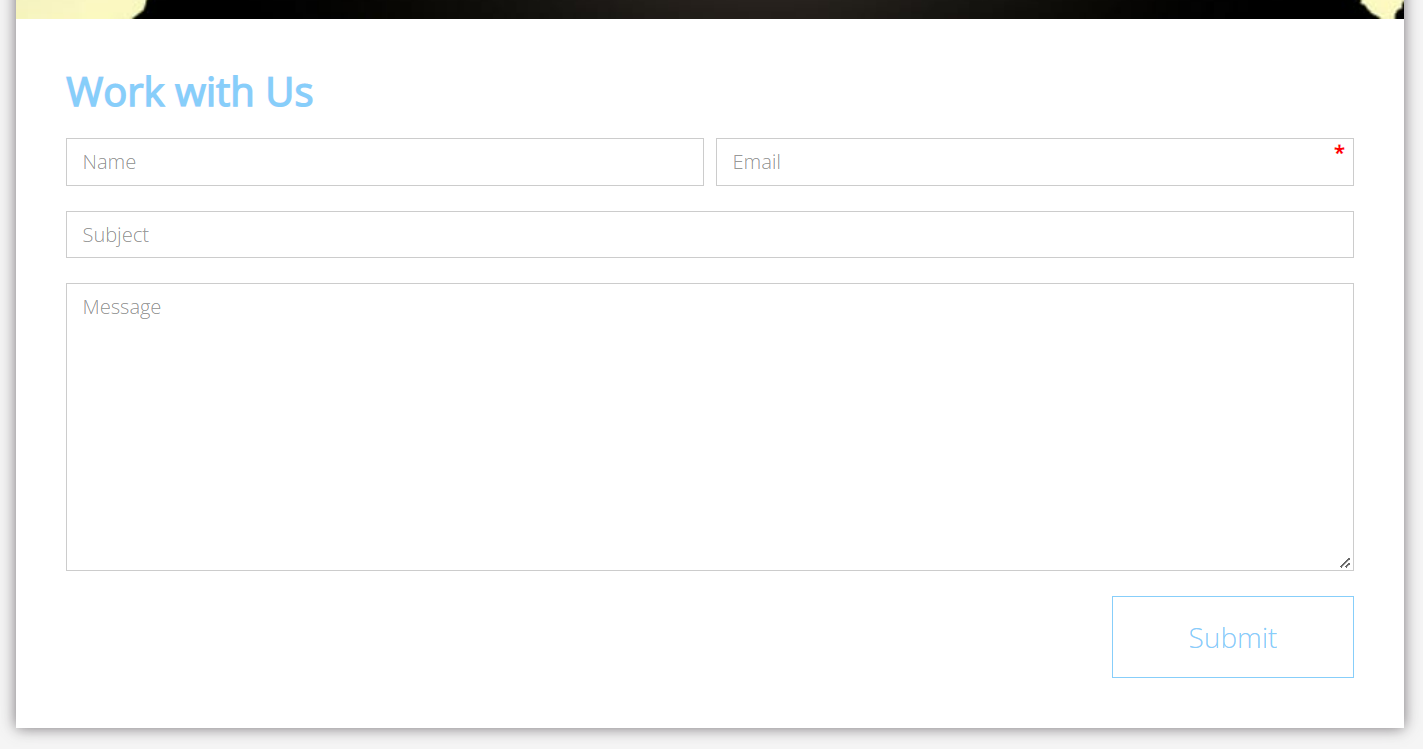 Work with Us
Name
Email *
Subject
Message
Submit